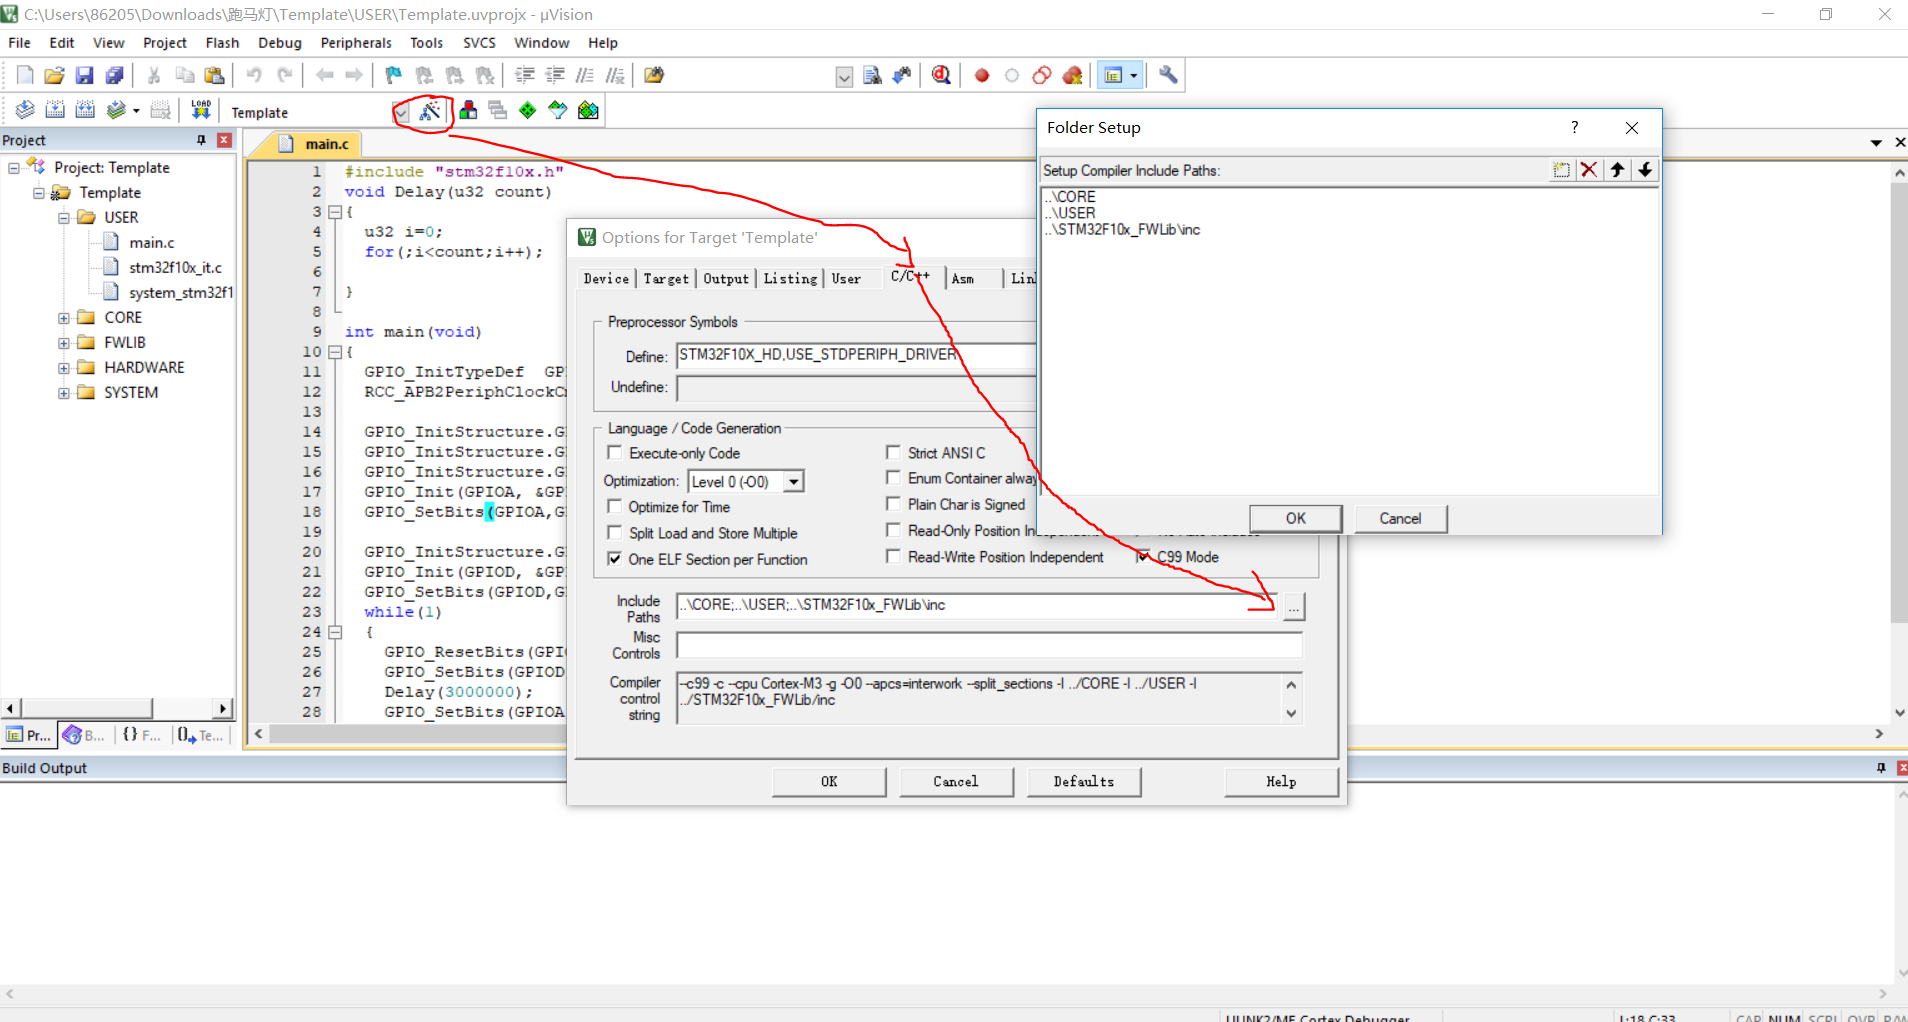 C:\Users\86205\Downloads\跑马灯\Template\USER\Template.uvprojx - µVision
File Edit View Project Flash Debug Peripherals Tools SVCS Window Help
LOAD Template
Project
Project: Template
Template
USER
main.c
stm32f10x_it.c
system_stm32f1
CORE
FWLIB
HARDWARE
SYSTEM
Pr... B... {} F... Te...
main.c
1 #include "stm32f10x.h"
2 void Delay(u32 count)
3 {
4 u32 i=0;
5 for(;i<count;i++);
6
7 }
8
9 int main(void)
10 {
11 GPIO_InitTypeDef GP
12 RCC_APB2PeriphClockC
13
14 GPIO_InitStructure.G
15 GPIO_InitStructure.G
16 GPIO_InitStructure.G
17 GPIO_Init(GPIOA, &GP
18 GPIO_SetBits(GPIOA,G
19
20 GPIO_InitStructure.G
21 GPIO_Init(GPIOD, &GP
22 GPIO_SetBits(GPIOD,G
23 while(1)
24 {
25 GPIO_ResetBits(GPI
26 GPIO_SetBits(GPIOD
27 Delay(3000000);
28 GPIO_SetBits(GPIOA
Options for Target 'Template'
Device Target Output Listing User C/C++ Asm Lin
Preprocessor Symbols
Define: STM32F10X_HD,USE_STDPERIPH_DRIVER
Undefine:
Language / Code Generation
Execute-only Code
Optimization: Level 0 (-O0)
Optimize for Time
Split Load and Store Multiple
One ELF Section per Function
Strict ANSI C
Enum Container alway
Plain Char is Signed
Read-Only Position In
Read-Write Position Independent
C99 Mode
Include Paths ..\CORE;..\USER;..\STM32F10x_FWLib\inc ...
Misc Controls
Compiler control string
--c99 -c --cpu Cortex-M3 -g -O0 --apcs=interwork --split_sections -I ../CORE -I ../USER -I
../STM32F10x_FWLib/inc
OK Cancel Defaults Help
Folder Setup ?
Setup Compiler Include Paths:
..\CORE
..\USER
..\STM32F10x_FWLib\inc
OK Cancel
Build Output
L:18 C:33